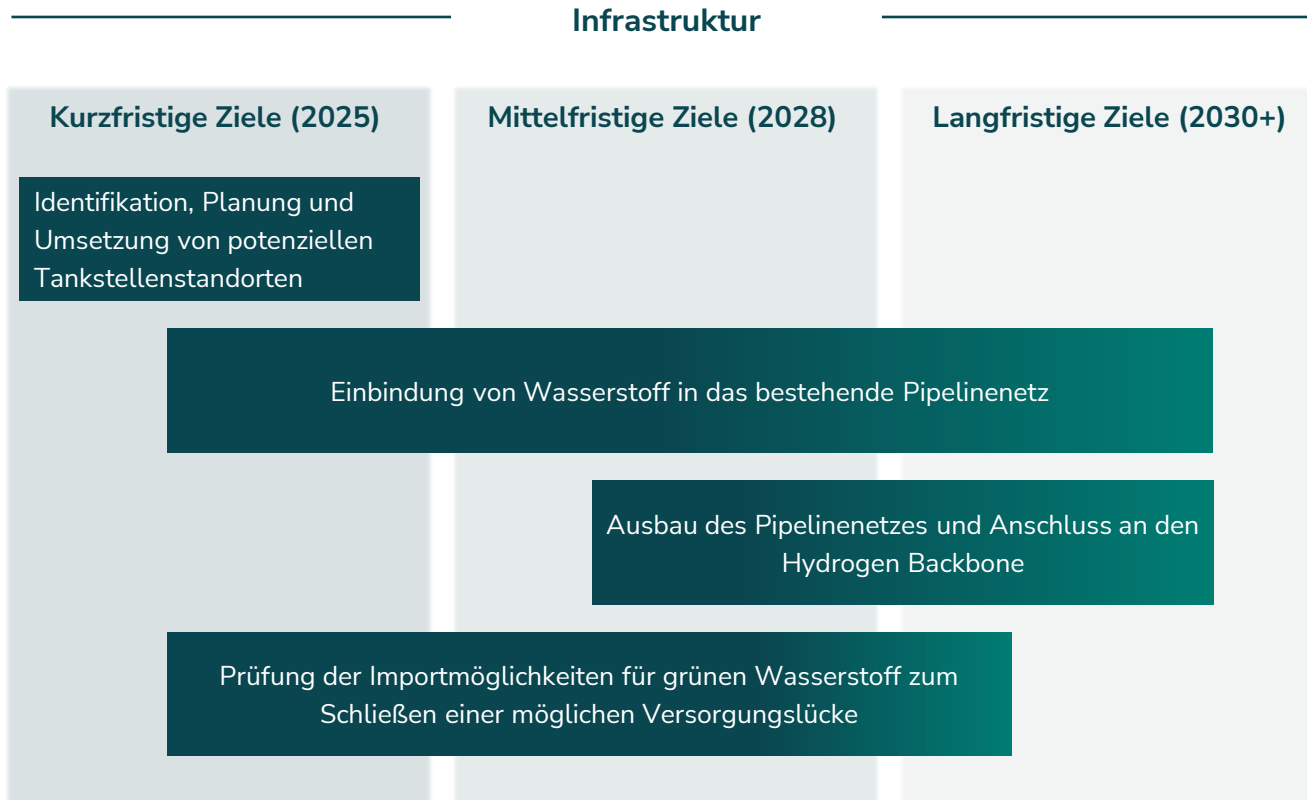 Infrastruktur
Kurzfristige Ziele (2025)
Mittelfristige Ziele (2028)
Langfristige Ziele (2030+)
Identifikation, Planung und
Umsetzung von potenziellen
Tankstellenstandorten
Einbindung von Wasserstoff in das bestehende Pipelinenetz
Ausbau des Pipelinenetzes und Anschluss an den
Hydrogen Backbone
Prüfung der Importmöglichkeiten für grünen Wasserstoff zum
Schließen einer möglichen Versorgungslücke